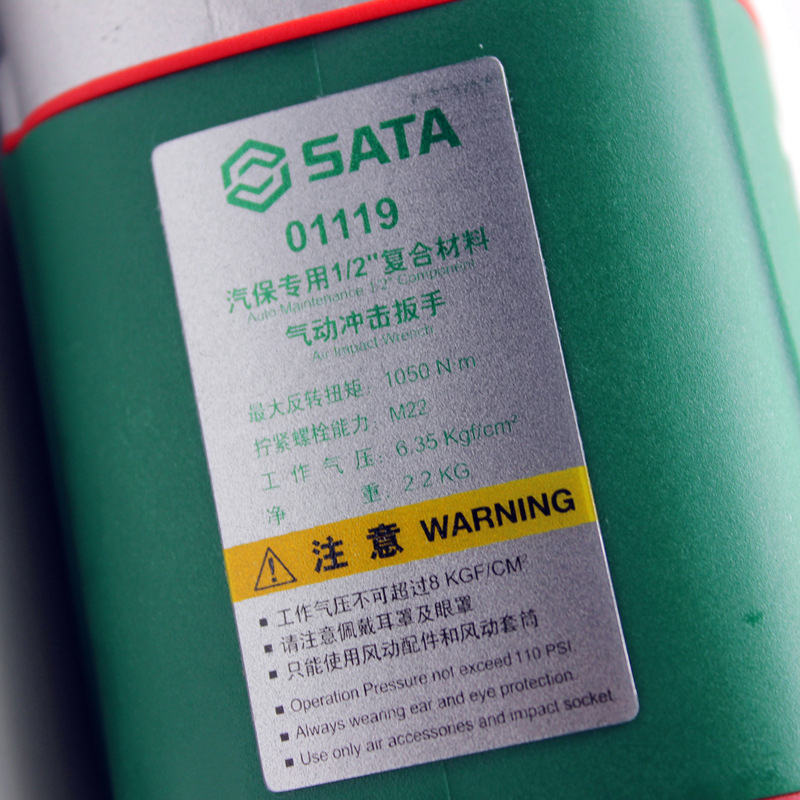 SATA
01119
汽保专用1/2"复合材料
Auto Maintenance 1/2" Component
气动冲击扳手
Air Impact Wrench
最大反转扭矩：1050 N·m
拧紧螺栓能力：M22
工作气压：6.35 Kgf/cm²
净重：2.2 KG
注意 WARNING
■ 工作气压不可超过8 KGF/CM²
■ 请注意佩戴耳罩及眼罩
■ 只能使用风动配件和风动套筒
■ Operation Pressure not exceed 110 PSI.
■ Always wearing ear and eye protection.
■ Use only air accessories and impact socket.